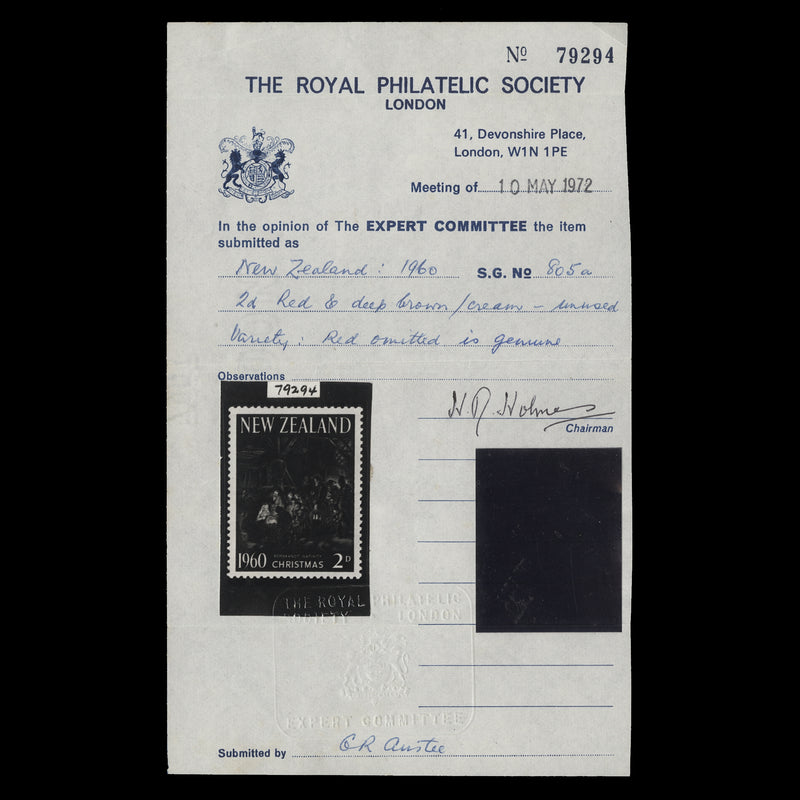 Nº 79294
THE ROYAL PHILATELIC SOCIETY
LONDON
41, Devonshire Place,
London, W1N 1PE
Meeting of 10 MAY 1972
In the opinion of The EXPERT COMMITTEE the item
submitted as
New Zealand: 1960 S.G. Nº 805a
2d Red & deep brown/cream - unused
Variety: Red omitted is genuine
Observations
79294
H.R. Holmes
Chairman
NEW ZEALAND
1960 CHRISTMAS 2D
THE ROYAL PHILATELIC
SOCIETY LONDON
EXPERT COMMITTEE
Submitted by